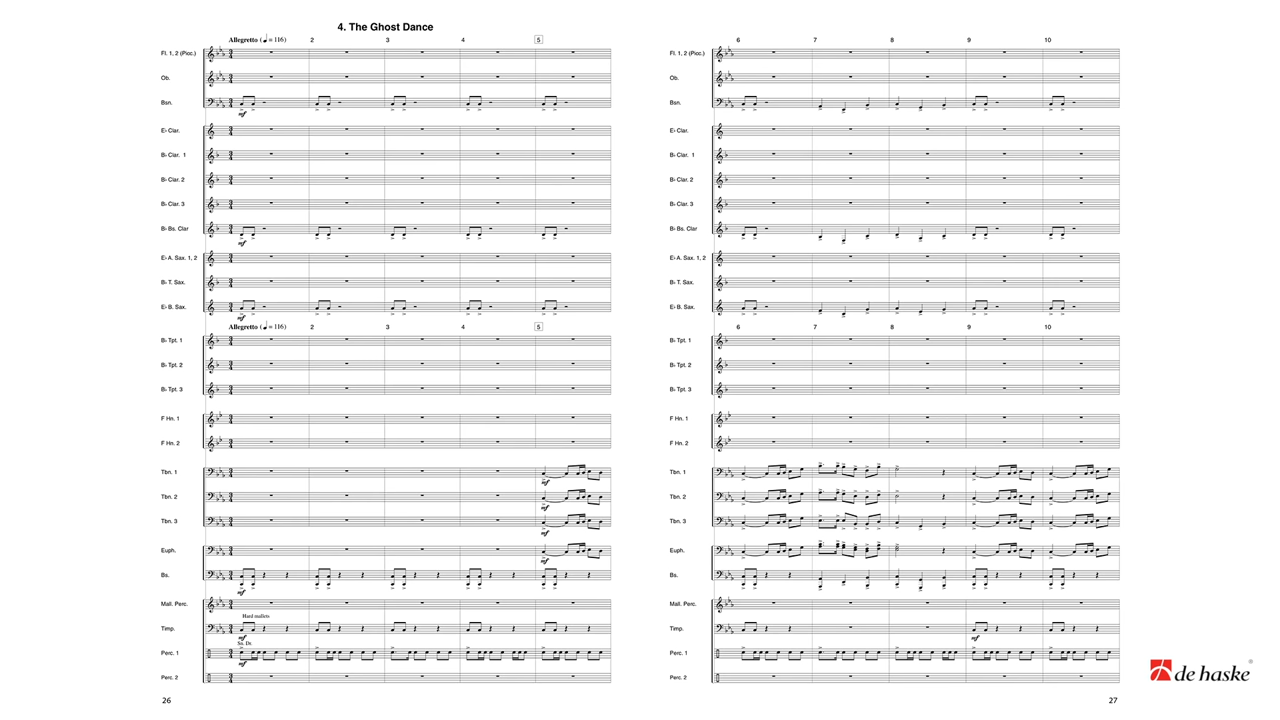 4. The Ghost Dance
Allegretto (♩ = 116) 2 3 4 5
Fl. 1, 2 (Picc.)
Ob.
Bsn.
mf
E♭ Clar.
B♭ Clar. 1
B♭ Clar. 2
B♭ Clar. 3
B♭ Bs. Clar
mf
E♭ A. Sax. 1, 2
B♭ T. Sax.
E♭ B. Sax.
mf
Allegretto (♩ = 116) 2 3 4 5
B♭ Tpt. 1
B♭ Tpt. 2
B♭ Tpt. 3
F Hn. 1
F Hn. 2
Tbn. 1
mf
Tbn. 2
mf
Tbn. 3
mf
Euph.
mf
Bs.
mf
Mall. Perc.
Hard mallets
Timp.
mf
Sn. Dr.
Perc. 1
mf
Perc. 2
26
6 7 8 9 10
Fl. 1, 2 (Picc.)
Ob.
Bsn.
E♭ Clar.
B♭ Clar. 1
B♭ Clar. 2
B♭ Clar. 3
B♭ Bs. Clar
E♭ A. Sax. 1, 2
B♭ T. Sax.
E♭ B. Sax.
6 7 8 9 10
B♭ Tpt. 1
B♭ Tpt. 2
B♭ Tpt. 3
F Hn. 1
F Hn. 2
Tbn. 1
Tbn. 2
Tbn. 3
Euph.
Bs.
Mall. Perc.
Timp.
mf
Perc. 1
Perc. 2
27
de haske®